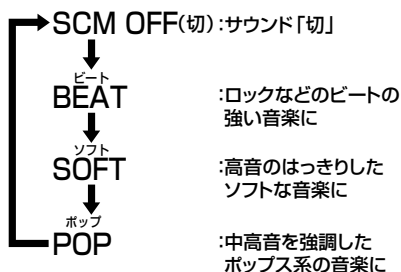 SCM OFF(切):サウンド「切」
ビート
BEAT :ロックなどのビートの
強い音楽に
ソフト
SOFT :高音のはっきりした
ソフトな音楽に
ポップ
POP :中高音を強調した
ポップス系の音楽に